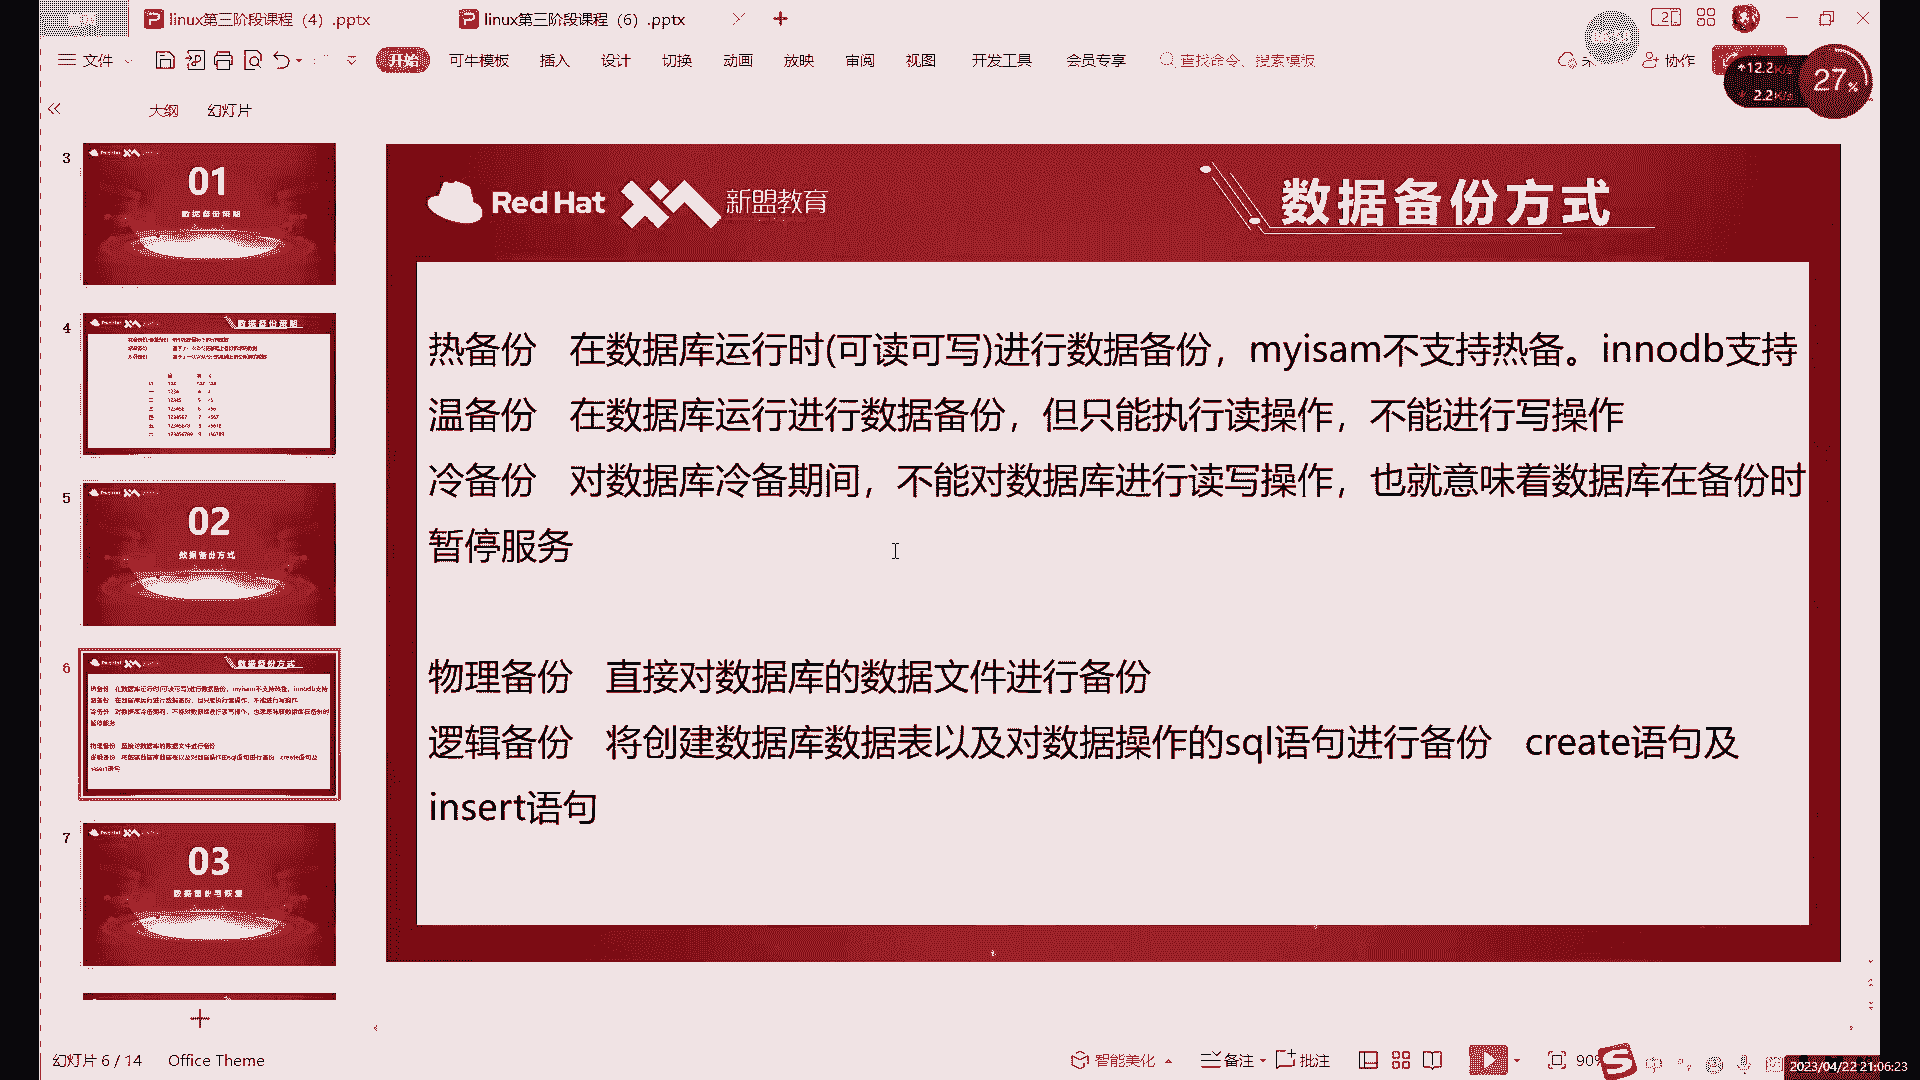 linux第三阶段课程（4）.pptx
linux第三阶段课程（6）.pptx
文件
开始
可牛模板
插入
设计
切换
动画
放映
审阅
视图
开发工具
会员专享
查找命令、搜索模板
协作
12.2K/s
2.2K/s
27%
大纲
幻灯片
3
01
数据备份策略
4
数据备份策略
5
02
数据备份方式
6
数据备份方式
7
03
数据备份与恢复
Red Hat
新盟教育
数据备份方式
热备份 在数据库运行时(可读可写)进行数据备份，myisam不支持热备。innodb支持
温备份 在数据库运行进行数据备份，但只能执行读操作，不能进行写操作
冷备份 对数据库冷备期间，不能对数据库进行读写操作，也就意味着数据库在备份时
暂停服务
物理备份 直接对数据库的数据文件进行备份
逻辑备份 将创建数据库数据表以及对数据操作的sql语句进行备份 create语句及
insert语句
幻灯片 6 / 14
Office Theme
智能美化
备注
批注
90%
中
2023/04/22 21:06:23